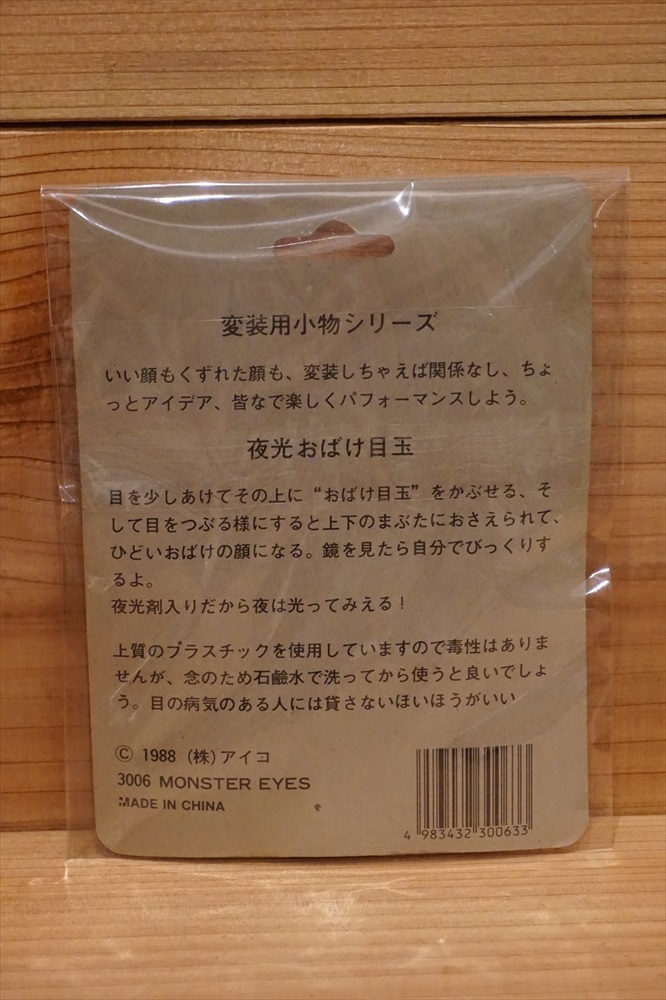 変装用小物シリーズ
いい顔もくずれた顔も、変装しちゃえば関係なし、ちょ
っとアイデア、皆なで楽しくパフォーマンスしよう。
夜光おばけ目玉
目を少しあけてその上に“おばけ目玉”をかぶせる、そ
して目をつぶる様にすると上下のまぶたにおさえられて、
ひどいおばけの顔になる。鏡を見たら自分でびっくりす
るよ。
夜光剤入りだから夜は光ってみえる!
上質のプラスチックを使用していますので毒性はありま
せんが、念のため石鹼水で洗ってから使うと良いでしょ
う。目の病気のある人には貸さないほいほうがいい
© 1988 (株)アイコ
3006 MONSTER EYES
MADE IN CHINA
4 983432 300633